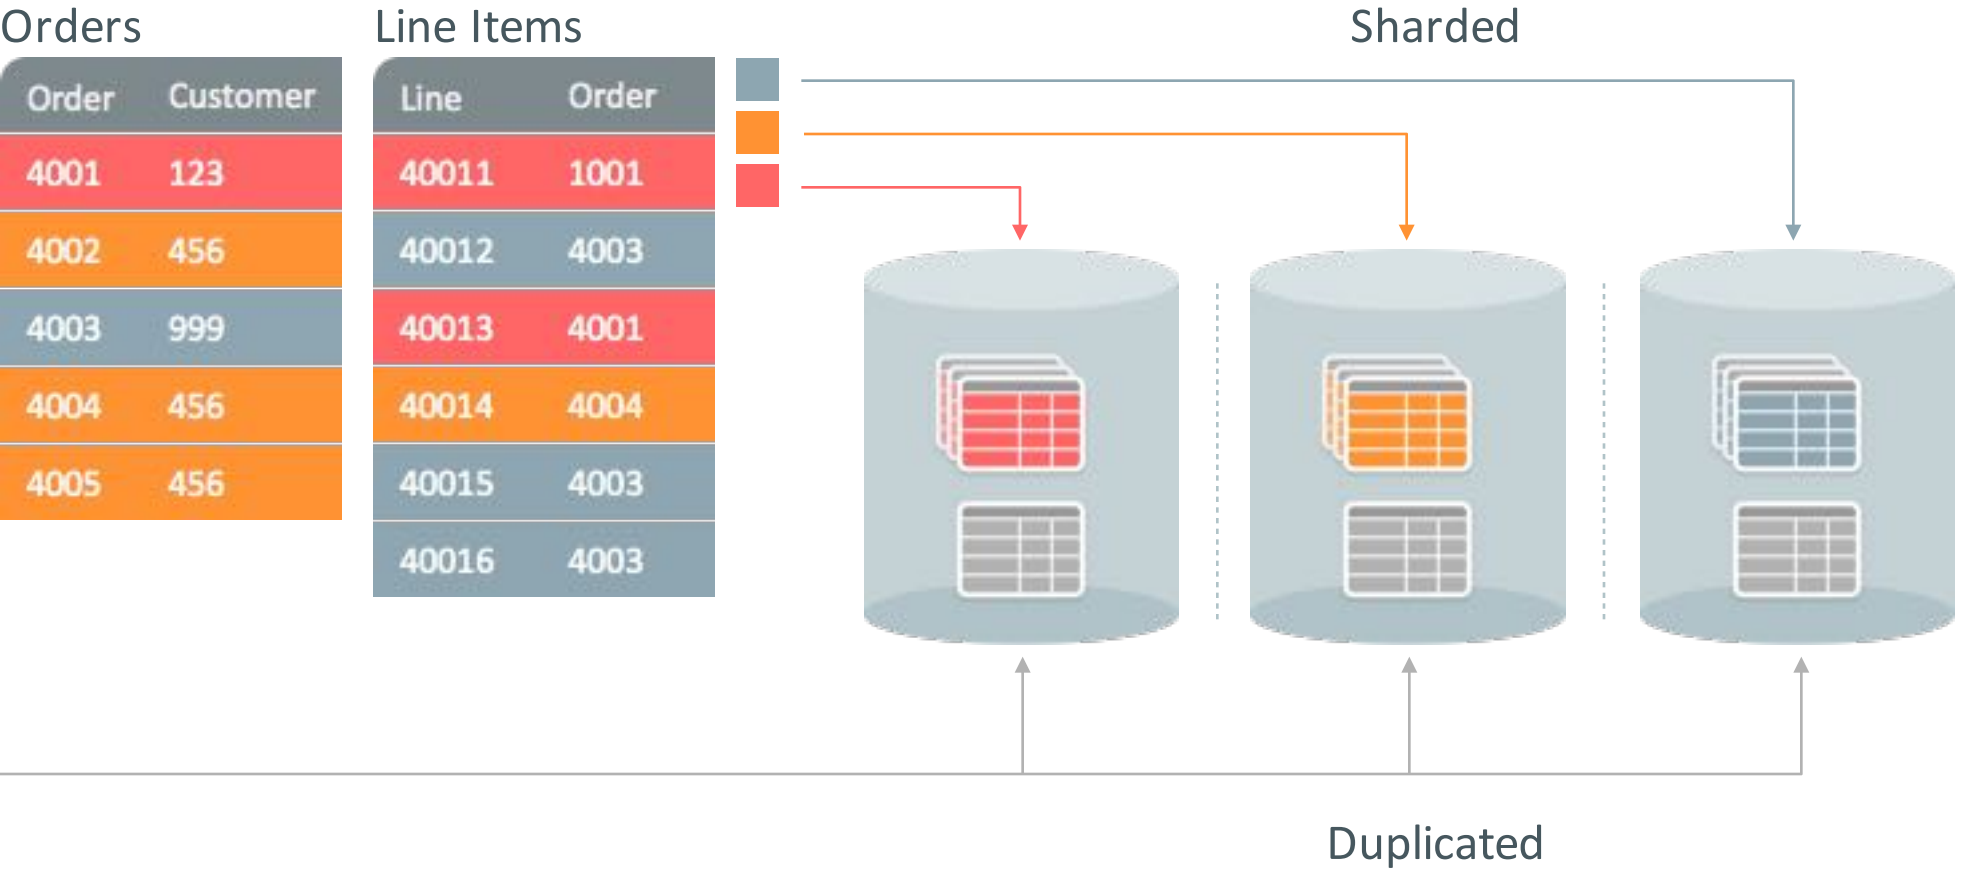 Orders
Order Customer
4001 123
4002 456
4003 999
4004 456
4005 456
Line Items
Line Order
40011 1001
40012 4003
40013 4001
40014 4004
40015 4003
40016 4003
Sharded
Duplicated